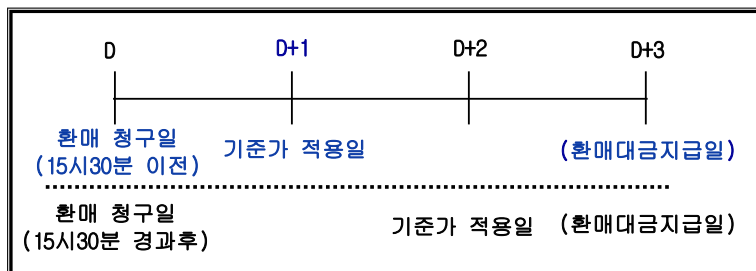 D D+1 D+2 D+3
환매 청구일 기준가 적용일 (환매대금지급일)
(15시30분 이전)
환매 청구일 기준가 적용일 (환매대금지급일)
(15시30분 경과후)